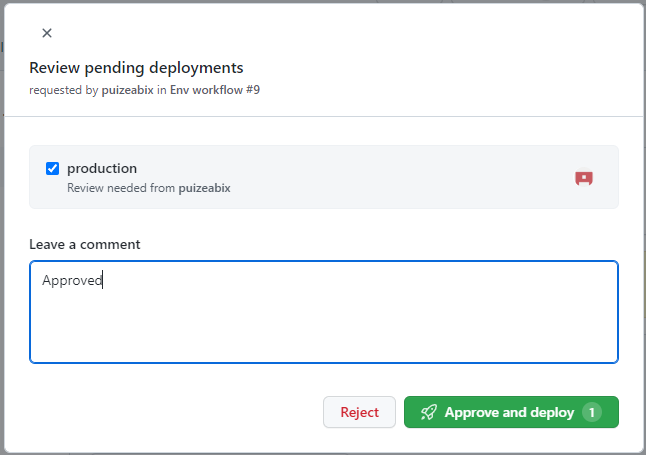 Review pending deployments
requested by puizeabix in Env workflow #9
production
Review needed from puizeabix
Leave a comment
Approved
Reject
Approve and deploy 1